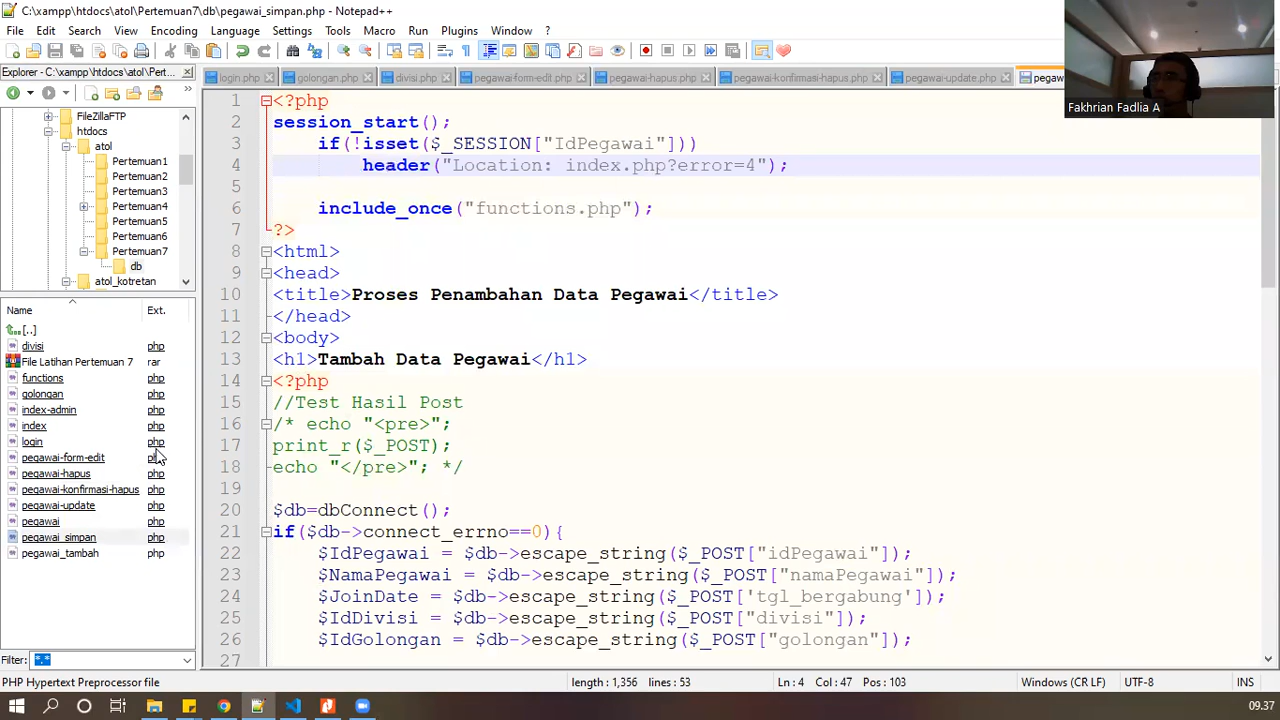 C:\xampp\htdocs\atol\Pertemuan7\db\pegawai_simpan.php - Notepad++
File Edit Search View Encoding Language Settings Tools Macro Run Plugins Window ?
Explorer - C:\xampp\htdocs\atol\Pert...
login.php golongan.php divisi.php pegawai-form-edit.php pegawai-hapus.php pegawai-konfirmasi-hapus.php pegawai-update.php pegaw
Fakhrian Fadlia A
FileZillaFTP
htdocs
atol
Pertemuan1
Pertemuan2
Pertemuan3
Pertemuan4
Pertemuan5
Pertemuan6
Pertemuan7
db
atol_kotretan
Name Ext.
[..]
divisi php
File Latihan Pertemuan 7 rar
functions php
golongan php
index-admin php
index php
login php
pegawai-form-edit
pegawai-hapus php
pegawai-konfirmasi-hapus php
pegawai-update php
pegawai php
pegawai_simpan php
pegawai_tambah php
Filter: *.*
1 <?php
2 session_start();
3 if(!isset($_SESSION["IdPegawai"]))
4 header("Location: index.php?error=4");
5
6 include_once("functions.php");
7 ?>
8 <html>
9 <head>
10 <title>Proses Penambahan Data Pegawai</title>
11 </head>
12 <body>
13 <h1>Tambah Data Pegawai</h1>
14 <?php
15 //Test Hasil Post
16 /* echo "<pre>";
17 print_r($_POST);
18 echo "</pre>"; */
19
20 $db=dbConnect();
21 if($db->connect_errno==0){
22 $IdPegawai = $db->escape_string($_POST["idPegawai"]);
23 $NamaPegawai = $db->escape_string($_POST["namaPegawai"]);
24 $JoinDate = $db->escape_string($_POST['tgl_bergabung']);
25 $IdDivisi = $db->escape_string($_POST["divisi"]);
26 $IdGolongan = $db->escape_string($_POST["golongan"]);
27
PHP Hypertext Preprocessor file length : 1,356 lines : 53 Ln : 4 Col : 47 Pos : 103 Windows (CR LF) UTF-8 INS
09.37